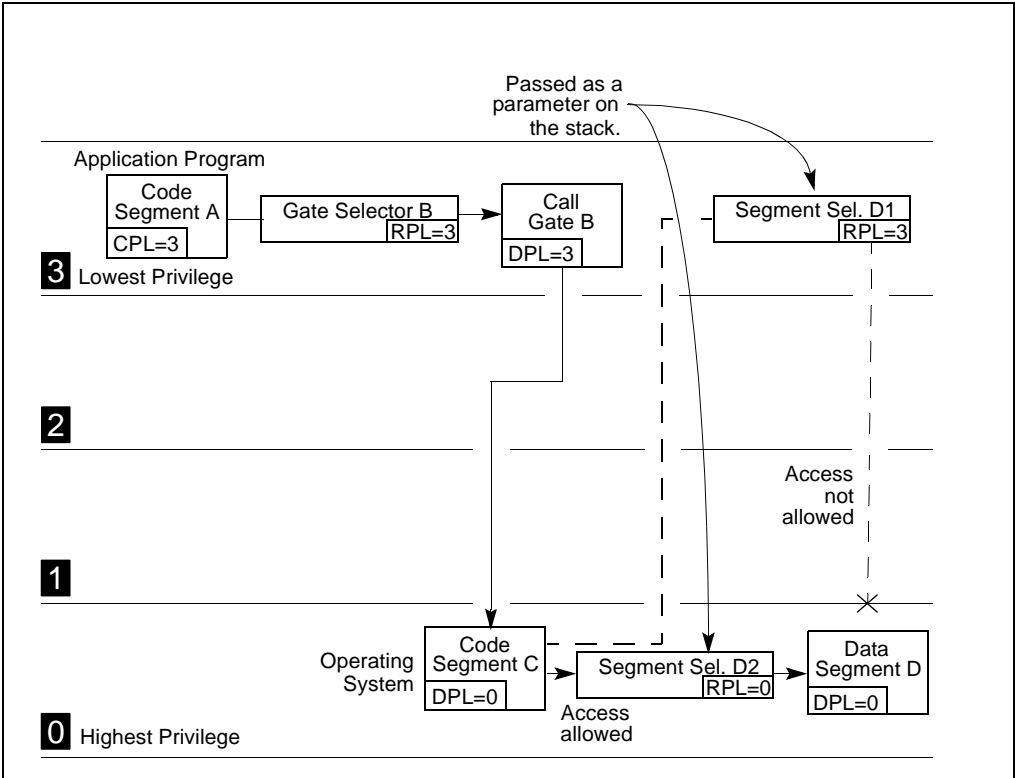 Passed as a
parameter on
the stack.
Application Program
Code
Segment A
CPL=3
Gate Selector B
RPL=3
Call
Gate B
DPL=3
Segment Sel. D1
RPL=3
3 Lowest Privilege
2
Access
not
allowed
1
Operating
System
Code
Segment C
DPL=0
Segment Sel. D2
RPL=0
Access
allowed
Data
Segment D
DPL=0
0 Highest Privilege